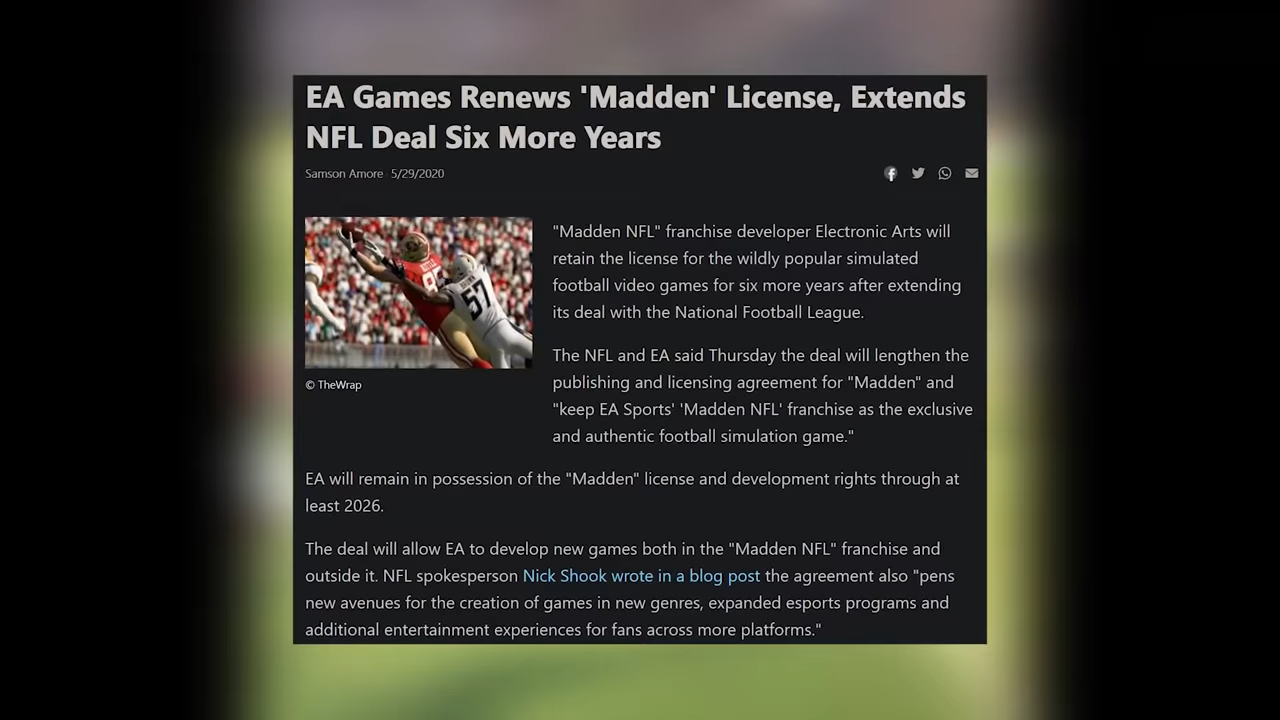 EA Games Renews 'Madden' License, Extends
NFL Deal Six More Years
Samson Amore 5/29/2020
"Madden NFL" franchise developer Electronic Arts will
retain the license for the wildly popular simulated
football video games for six more years after extending
its deal with the National Football League.
The NFL and EA said Thursday the deal will lengthen the
publishing and licensing agreement for "Madden" and
"keep EA Sports' 'Madden NFL' franchise as the exclusive
and authentic football simulation game."
57
© TheWrap
EA will remain in possession of the "Madden" license and development rights through at
least 2026.
The deal will allow EA to develop new games both in the "Madden NFL" franchise and
outside it. NFL spokesperson Nick Shook wrote in a blog post the agreement also "pens
new avenues for the creation of games in new genres, expanded esports programs and
additional entertainment experiences for fans across more platforms."